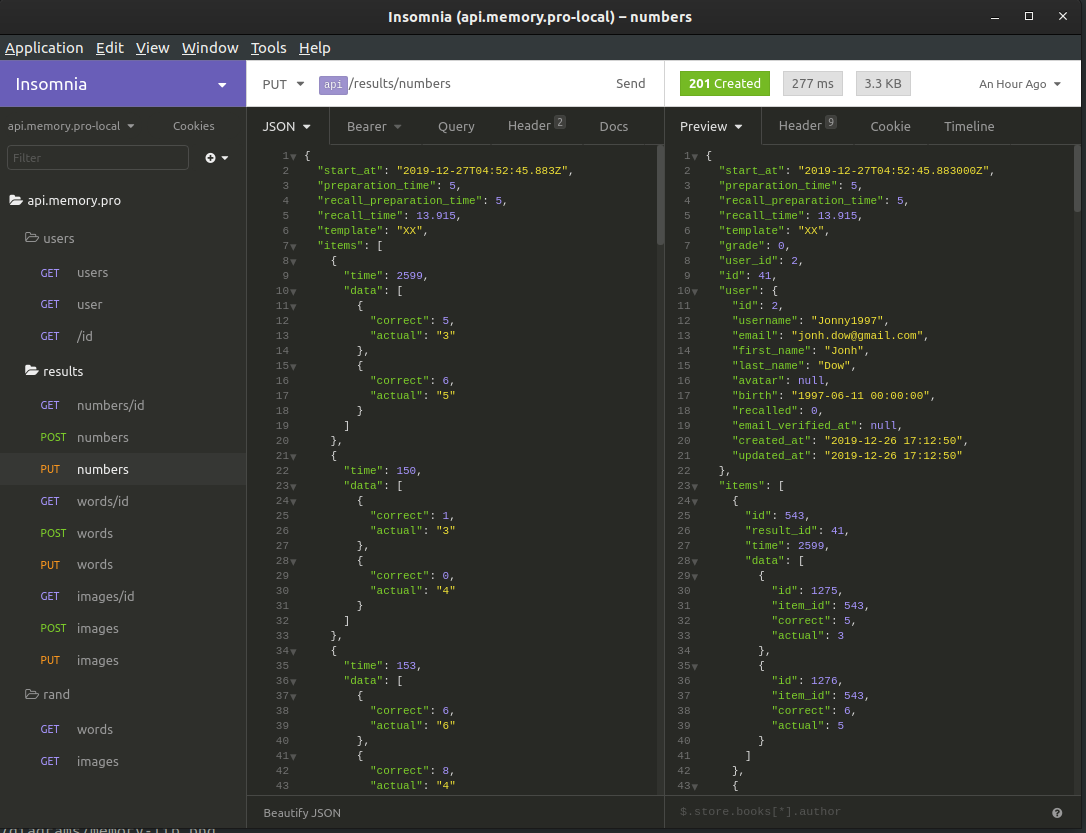 Insomnia (api.memory.pro-local) – numbers
Application Edit View Window Tools Help
Insomnia
PUT api /results/numbers Send
201 Created 277 ms 3.3 KB An Hour Ago
api.memory.pro-local Cookies
JSON Bearer Query Header 2 Docs
Preview Header 9 Cookie Timeline
Filter
api.memory.pro
users
GET users
GET user
GET /id
results
GET numbers/id
POST numbers
PUT numbers
GET words/id
POST words
PUT words
GET images/id
POST images
PUT images
rand
GET words
GET images
1 {
2 "start_at": "2019-12-27T04:52:45.883Z",
3 "preparation_time": 5,
4 "recall_preparation_time": 5,
5 "recall_time": 13.915,
6 "template": "XX",
7 "items": [
8 {
9 "time": 2599,
10 "data": [
11 {
12 "correct": 5,
13 "actual": "3"
14 },
15 {
16 "correct": 6,
17 "actual": "5"
18 }
19 ]
20 },
21 {
22 "time": 150,
23 "data": [
24 {
25 "correct": 1,
26 "actual": "3"
27 },
28 {
29 "correct": 0,
30 "actual": "4"
31 }
32 ]
33 },
34 {
35 "time": 153,
36 "data": [
37 {
38 "correct": 6,
39 "actual": "6"
40 },
41 {
42 "correct": 8,
43 "actual": "4"
Beautify JSON
1 {
2 "start_at": "2019-12-27T04:52:45.883000Z",
3 "preparation_time": 5,
4 "recall_preparation_time": 5,
5 "recall_time": 13.915,
6 "template": "XX",
7 "grade": 0,
8 "user_id": 2,
9 "id": 41,
10 "user": {
11 "id": 2,
12 "username": "Jonny1997",
13 "email": "jonh.dow@gmail.com",
14 "first_name": "Jonh",
15 "last_name": "Dow",
16 "avatar": null,
17 "birth": "1997-06-11 00:00:00",
18 "recalled": 0,
19 "email_verified_at": null,
20 "created_at": "2019-12-26 17:12:50",
21 "updated_at": "2019-12-26 17:12:50"
22 },
23 "items": [
24 {
25 "id": 543,
26 "result_id": 41,
27 "time": 2599,
28 "data": [
29 {
30 "id": 1275,
31 "item_id": 543,
32 "correct": 5,
33 "actual": 3
34 },
35 {
36 "id": 1276,
37 "item_id": 543,
38 "correct": 6,
39 "actual": 5
40 }
41 ]
42 },
43 {
$.store.books[*].author